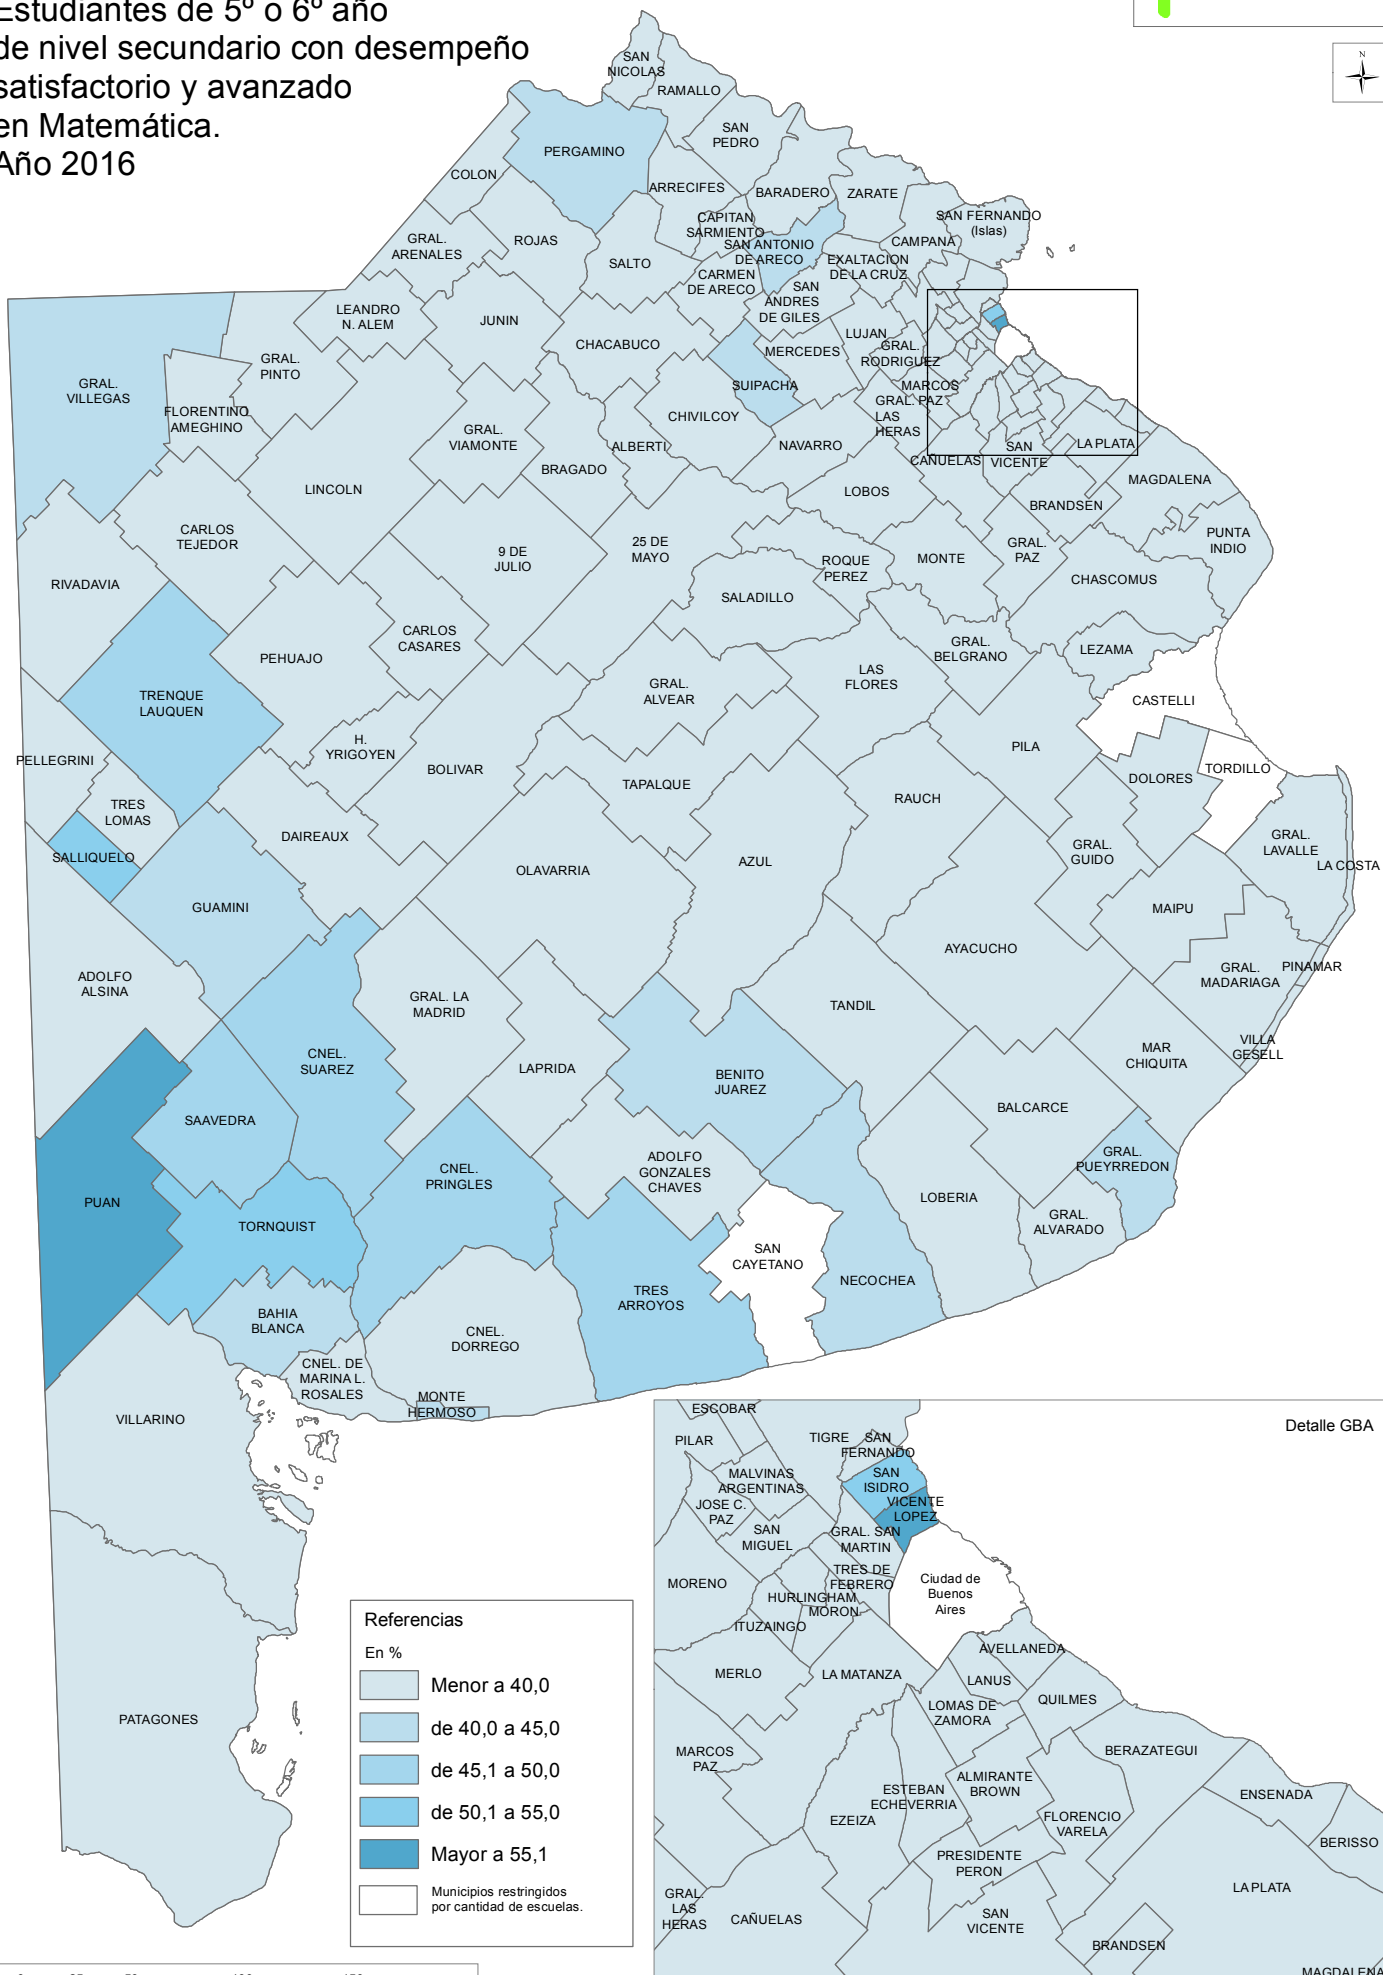 Estudiantes de 5º o 6º año
de nivel secundario con desempeño
satisfactorio y avanzado
en Matemática.
Año 2016
N
SAN
NICOLAS
RAMALLO
SAN
PEDRO
PERGAMINO
COLON
ARRECIFES
BARADERO
ZARATE
CAPITAN
SARMIENTO
SAN FERNANDO
(Islas)
CAMPANA
GRAL.
ARENALES
ROJAS
SALTO
SAN ANTONIO
DE ARECO
EXALTACION
DE LA CRUZ
CARMEN
DE ARECO
SAN
ANDRES
DE GILES
LEANDRO
N. ALEM
JUNIN
CHACABUCO
MERCEDES
LUJAN
GRAL.
RODRIGUEZ
GRAL.
PINTO
GRAL.
VILLEGAS
SUIPACHA
MARCOS
PAZ
GRAL.
LAS
HERAS
FLORENTINO
AMEGHINO
CHIVILCOY
GRAL.
VIAMONTE
ALBERTI
NAVARRO
BRAGADO
CAÑUELAS
SAN
VICENTE
LA PLATA
LINCOLN
LOBOS
MAGDALENA
BRANDSEN
CARLOS
TEJEDOR
9 DE
JULIO
25 DE
MAYO
ROQUE
PEREZ
MONTE
GRAL.
PAZ
PUNTA
INDIO
RIVADAVIA
CHASCOMUS
SALADILLO
CARLOS
CASARES
PEHUAJO
GRAL.
BELGRANO
LEZAMA
TRENQUE
LAUQUEN
GRAL.
ALVEAR
LAS
FLORES
CASTELLI
H.
YRIGOYEN
PELLEGRINI
BOLIVAR
PILA
TORDILLO
TAPALQUE
DOLORES
TRES
LOMAS
RAUCH
DAIREAUX
GRAL.
GUIDO
GRAL.
LAVALLE
SALLIQUELO
AZUL
LA COSTA
OLAVARRIA
GUAMINI
MAIPU
AYACUCHO
ADOLFO
ALSINA
GRAL.
MADARIAGA
PINAMAR
GRAL. LA
MADRID
TANDIL
VILLA
GESELL
MAR
CHIQUITA
CNEL.
SUAREZ
LAPRIDA
BENITO
JUAREZ
BALCARCE
SAAVEDRA
ADOLFO
GONZALES
CHAVES
GRAL.
PUEYRREDON
CNEL.
PRINGLES
PUAN
LOBERIA
GRAL.
ALVARADO
TORNQUIST
SAN
CAYETANO
NECOCHEA
TRES
ARROYOS
BAHIA
BLANCA
CNEL.
DORREGO
CNEL. DE
MARINA L.
ROSALES
MONTE
HERMOSO
VILLARINO
PATAGONES
Referencias
En %
Menor a 40,0
de 40,0 a 45,0
de 45,1 a 50,0
de 50,1 a 55,0
Mayor a 55,1
Municipios restringidos
por cantidad de escuelas.
Detalle GBA
ESCOBAR
PILAR
TIGRE
SAN
FERNANDO
MALVINAS
ARGENTINAS
SAN
ISIDRO
JOSE C.
PAZ
VICENTE
LOPEZ
SAN
MIGUEL
GRAL. SAN
MARTIN
MORENO
TRES DE
FEBRERO
HURLINGHAM
MORON
ITUZAINGO
Ciudad de
Buenos
Aires
MERLO
LA MATANZA
AVELLANEDA
LANUS
QUILMES
LOMAS DE
ZAMORA
MARCOS
PAZ
BERAZATEGUI
ALMIRANTE
BROWN
ESTEBAN
ECHEVERRIA
ENSENADA
EZEIZA
FLORENCIO
VARELA
BERISSO
PRESIDENTE
PERON
GRAL.
LAS
HERAS
CAÑUELAS
LA PLATA
SAN
VICENTE
BRANDSEN
MAGDALENA